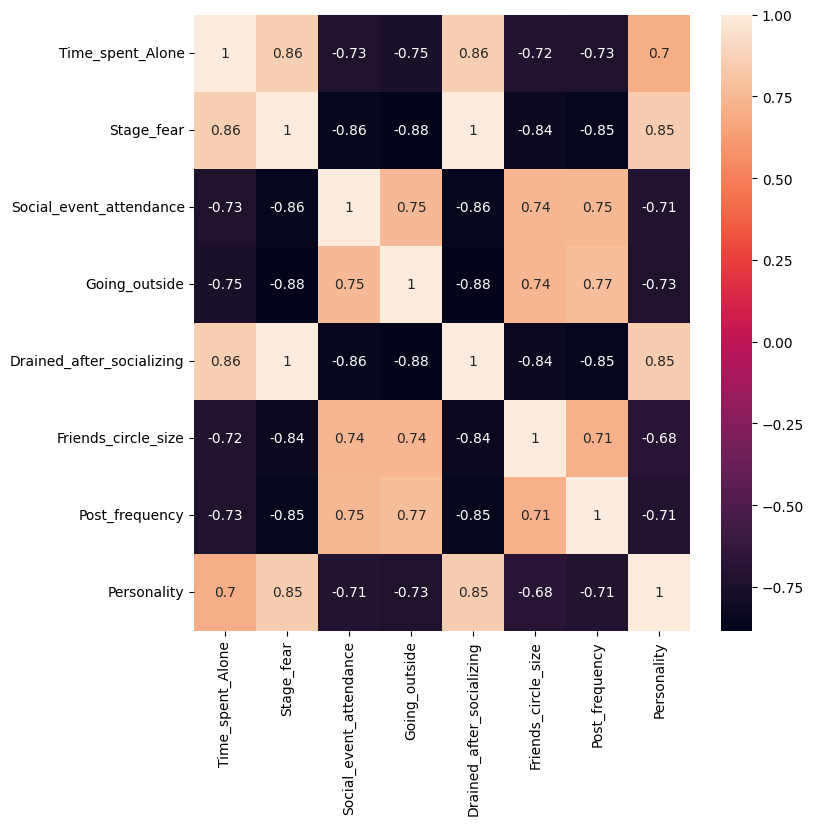 Time_spent_Alone 1 0.86 -0.73 -0.75 0.86 -0.72 -0.73 0.7
Stage_fear 0.86 1 -0.86 -0.88 1 -0.84 -0.85 0.85
Social_event_attendance -0.73 -0.86 1 0.75 -0.86 0.74 0.75 -0.71
Going_outside -0.75 -0.88 0.75 1 -0.88 0.74 0.77 -0.73
Drained_after_socializing 0.86 1 -0.86 -0.88 1 -0.84 -0.85 0.85
Friends_circle_size -0.72 -0.84 0.74 0.74 -0.84 1 0.71 -0.68
Post_frequency -0.73 -0.85 0.75 0.77 -0.85 0.71 1 -0.71
Personality 0.7 0.85 -0.71 -0.73 0.85 -0.68 -0.71 1
Time_spent_Alone
Stage_fear
Social_event_attendance
Going_outside
Drained_after_socializing
Friends_circle_size
Post_frequency
Personality
1.00
0.75
0.50
0.25
0.00
−0.25
−0.50
−0.75